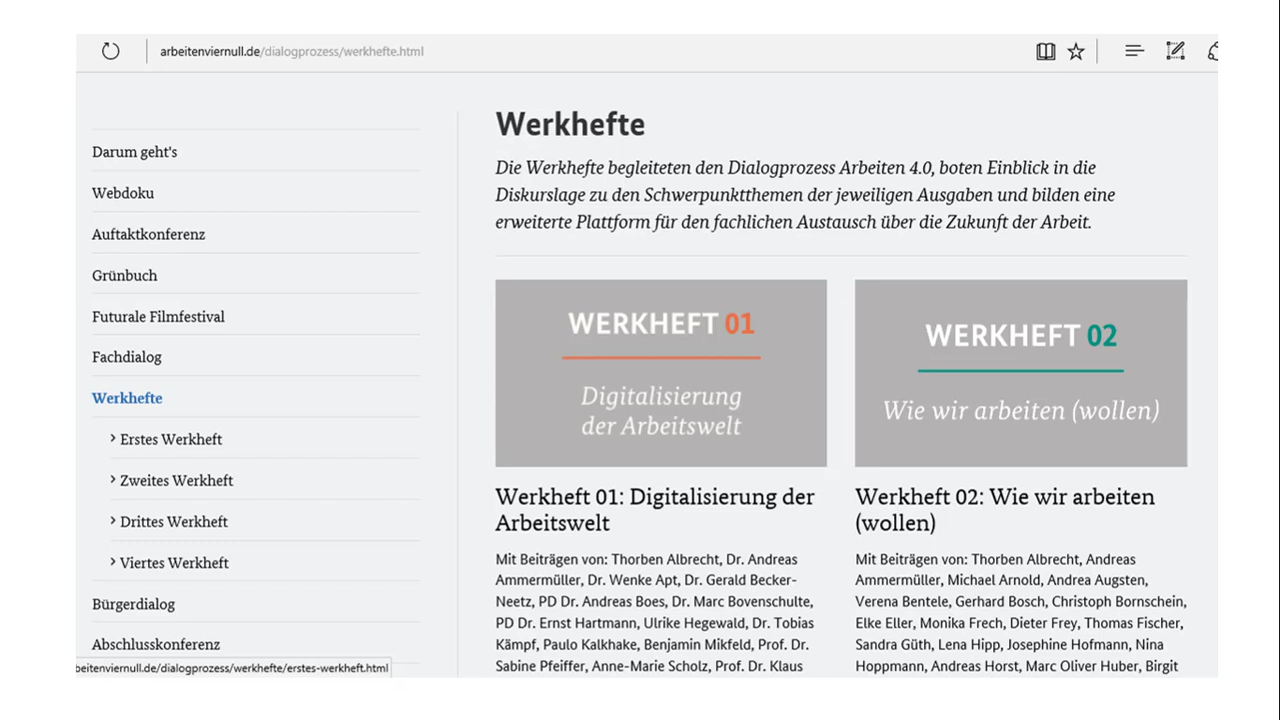 arbeitenviernull.de/dialogprozess/werkhefte.html
Darum geht's
Webdoku
Auftaktkonferenz
Grünbuch
Futurale Filmfestival
Fachdialog
Werkhefte
Erstes Werkheft
Zweites Werkheft
Drittes Werkheft
Viertes Werkheft
Bürgerdialog
Abschlusskonferenz
beitenviernull.de/dialogprozess/werkhefte/erstes-werkheft.html
Werkhefte
Die Werkhefte begleiteten den Dialogprozess Arbeiten 4.0, boten Einblick in die
Diskurslage zu den Schwerpunktthemen der jeweiligen Ausgaben und bilden eine
erweiterte Plattform für den fachlichen Austausch über die Zukunft der Arbeit.
WERKHEFT 01
Digitalisierung
der Arbeitswelt
Werkheft 01: Digitalisierung der
Arbeitswelt
Mit Beiträgen von: Thorben Albrecht, Dr. Andreas
Ammermüller, Dr. Wenke Apt, Dr. Gerald Becker-
Neetz, PD Dr. Andreas Boes, Dr. Marc Bovenschulte,
PD Dr. Ernst Hartmann, Ulrike Hegewald, Dr. Tobias
Kämpf, Paulo Kalkhake, Benjamin Mikfeld, Prof. Dr.
Sabine Pfeiffer, Anne-Marie Scholz, Prof. Dr. Klaus
WERKHEFT 02
Wie wir arbeiten (wollen)
Werkheft 02: Wie wir arbeiten
(wollen)
Mit Beiträgen von: Thorben Albrecht, Andreas
Ammermüller, Michael Arnold, Andrea Augsten,
Verena Bentele, Gerhard Bosch, Christoph Bornschein,
Elke Eller, Monika Frech, Dieter Frey, Thomas Fischer,
Sandra Güth, Lena Hipp, Josephine Hofmann, Nina
Hoppmann, Andreas Horst, Marc Oliver Huber, Birgit